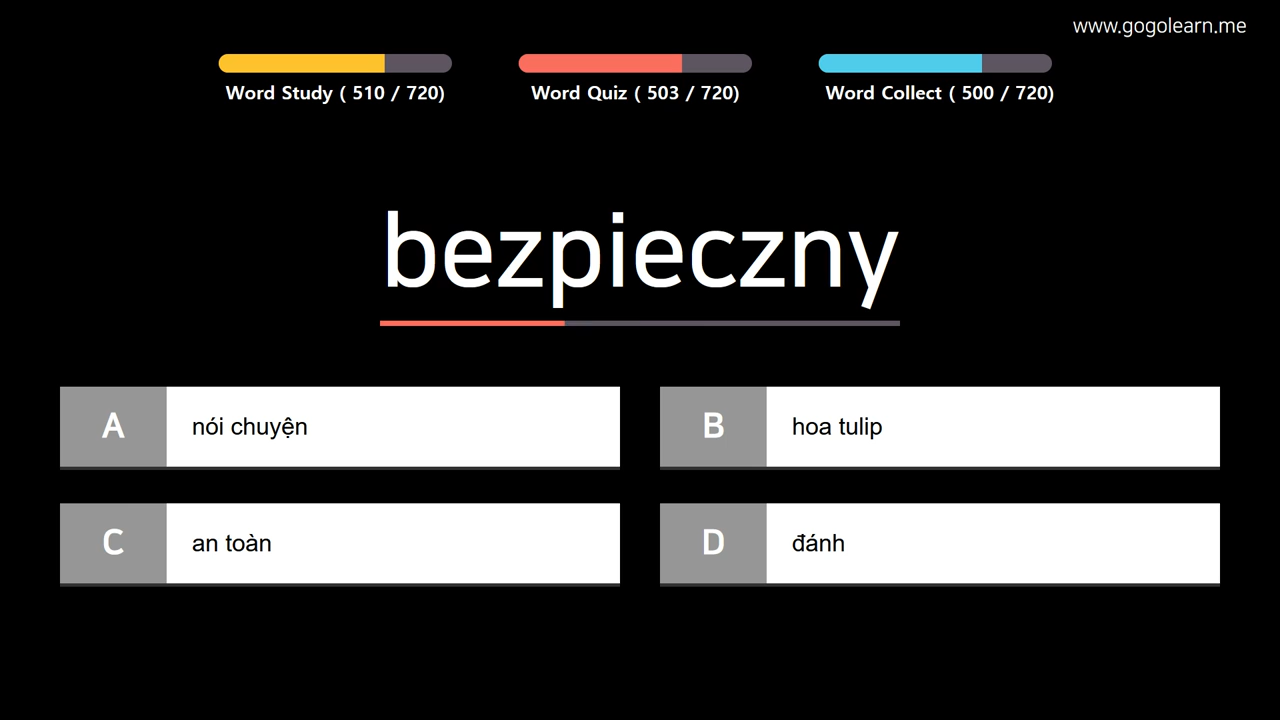 www.gogolearn.me
Word Study ( 510 / 720)
Word Quiz ( 503 / 720)
Word Collect ( 500 / 720)
bezpieczny
A
nói chuyện
B
hoa tulip
C
an toàn
D
đánh